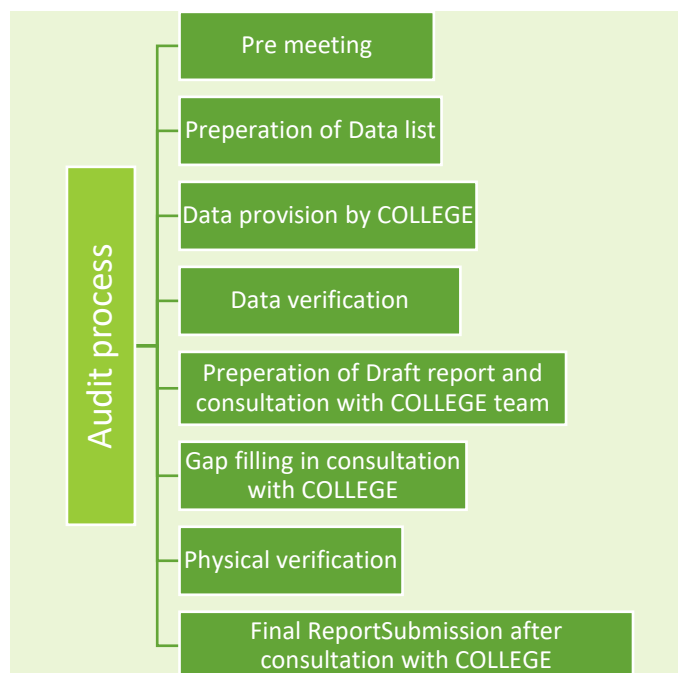 Audit process
Pre meeting
Preperation of Data list
Data provision by COLLEGE
Data verification
Preperation of Draft report and
consultation with COLLEGE team
Gap filling in consultation
with COLLEGE
Physical verification
Final ReportSubmission after
consultation with COLLEGE